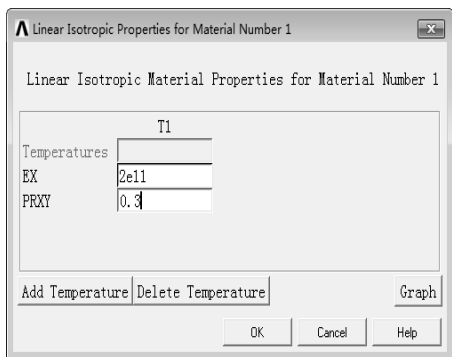 Linear Isotropic Properties for Material Number 1
Linear Isotropic Material Properties for Material Number 1
T1
Temperatures
EX 2e11
PRXY 0.3
Add Temperature Delete Temperature Graph
OK Cancel Help